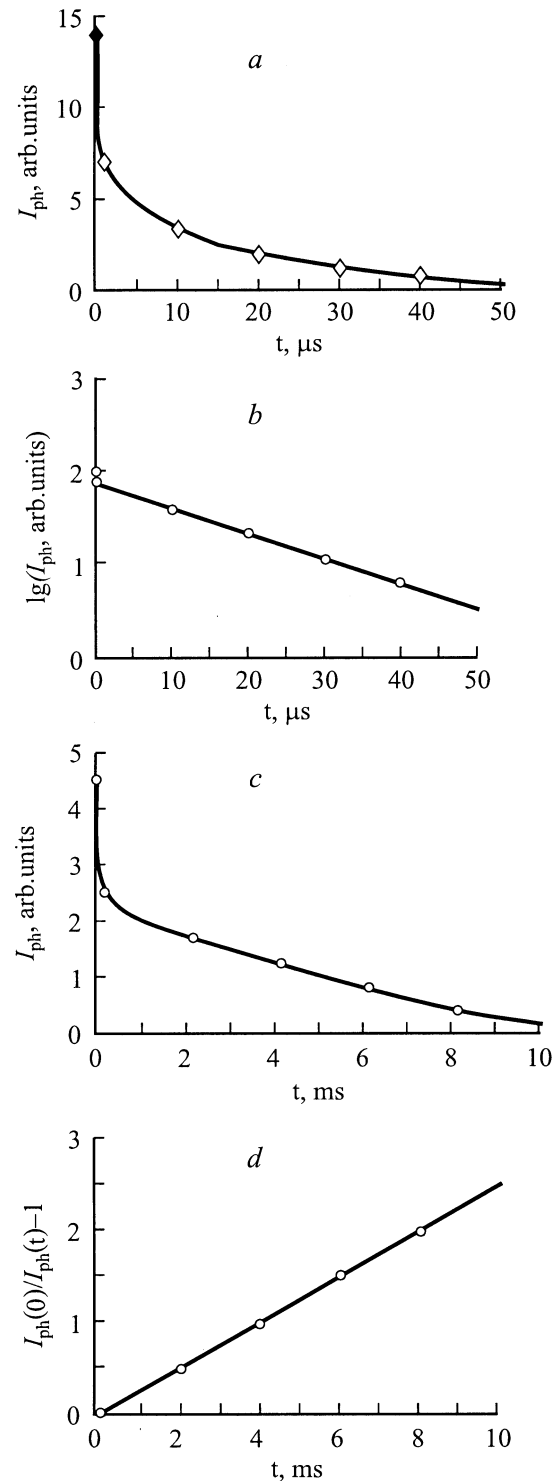 a
15
10
5
0
I_ph, arb.units
0 10 20 30 40 50
t, μs
b
3
2
1
0
lg(I_ph, arb.units)
0 10 20 30 40 50
t, μs
c
5
4
3
2
1
0
I_ph, arb.units
0 2 4 6 8 10
t, ms
d
3
2
1
0
I_ph(0)/I_ph(t)−1
0 2 4 6 8 10
t, ms